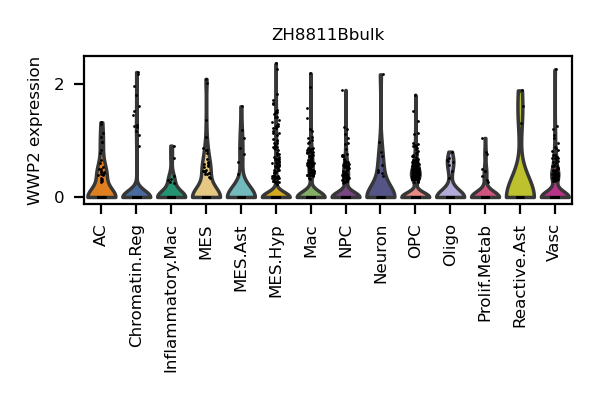 ZH8811Bbulk
WWP2 expression
2
0
AC
Chromatin.Reg
Inflammatory.Mac
MES
MES.Ast
MES.Hyp
Mac
NPC
Neuron
OPC
Oligo
Prolif.Metab
Reactive.Ast
Vasc